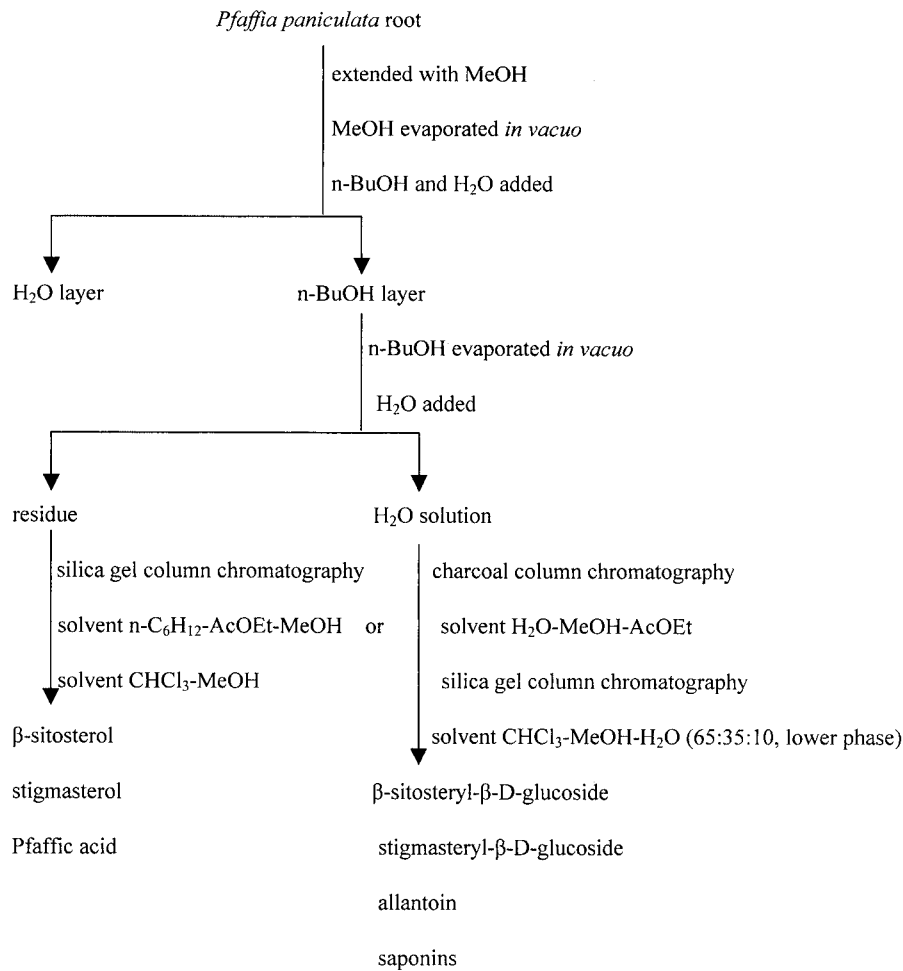 Pfaffia paniculata root
extended with MeOH
MeOH evaporated in vacuo
n-BuOH and H₂O added
H₂O layer
n-BuOH layer
n-BuOH evaporated in vacuo
H₂O added
residue
H₂O solution
silica gel column chromatography
solvent n-C₆H₁₂-AcOEt-MeOH or
solvent CHCl₃-MeOH
β-sitosterol
stigmasterol
Pfaffic acid
charcoal column chromatography
solvent H₂O-MeOH-AcOEt
silica gel column chromatography
solvent CHCl₃-MeOH-H₂O (65:35:10, lower phase)
β-sitosteryl-β-D-glucoside
stigmasteryl-β-D-glucoside
allantoin
saponins